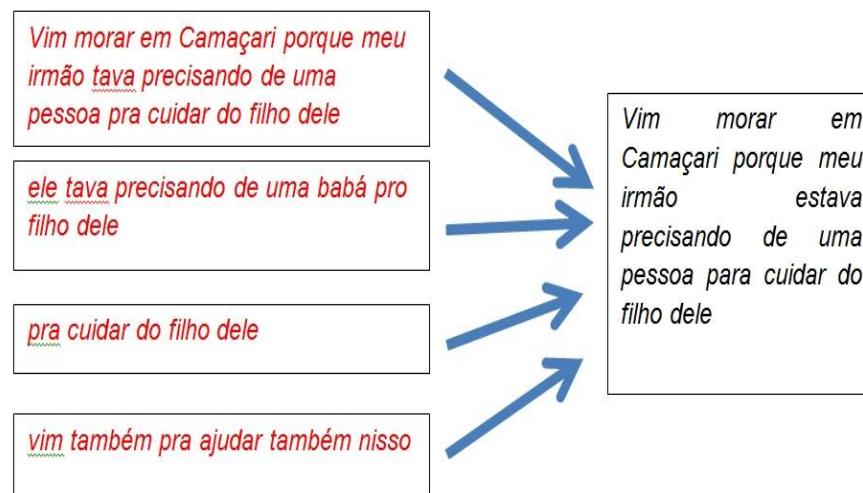 Vim morar em Camaçari porque meu
irmão tava precisando de uma
pessoa pra cuidar do filho dele
ele tava precisando de uma babá pro
filho dele
pra cuidar do filho dele
vim também pra ajudar também nisso
Vim morar em
Camaçari porque meu
irmão estava
precisando de uma
pessoa para cuidar do
filho dele